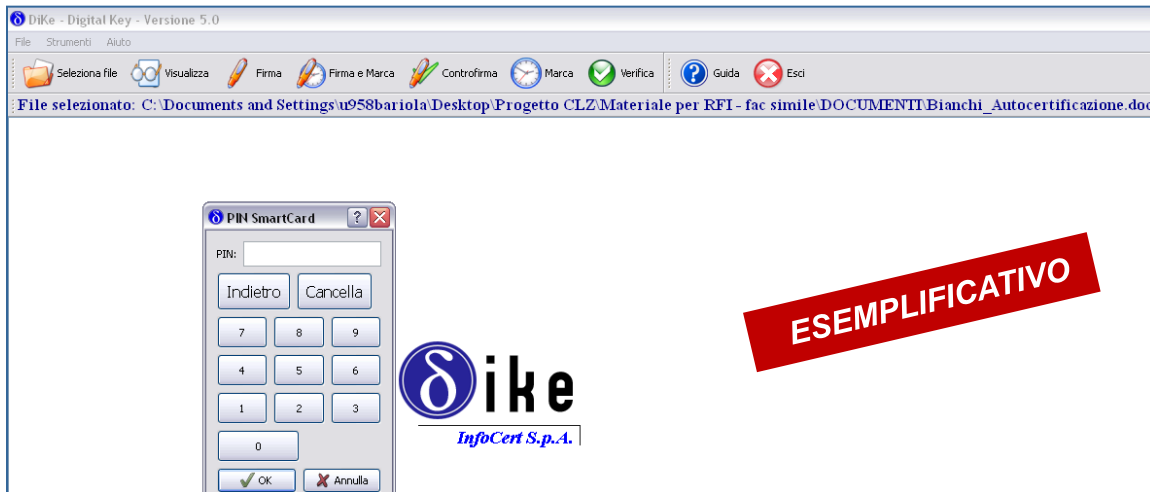 DiKe - Digital Key - Versione 5.0
File Strumenti Aiuto
Seleziona file Visualizza Firma Firma e Marca Controfirma Marca Verifica Guida Esci
File selezionato: C:\Documents and Settings\u958bariola\Desktop\Progetto CLZ\Materiale per RFI - fac simile\DOCUMENTI\Bianchi_Autocertificazione.doc
δ PIN SmartCard ?
PIN:
Indietro Cancella
7 8 9
4 5 6
1 2 3
0
OK Annulla
δike
InfoCert S.p.A.
ESEMPLIFICATIVO